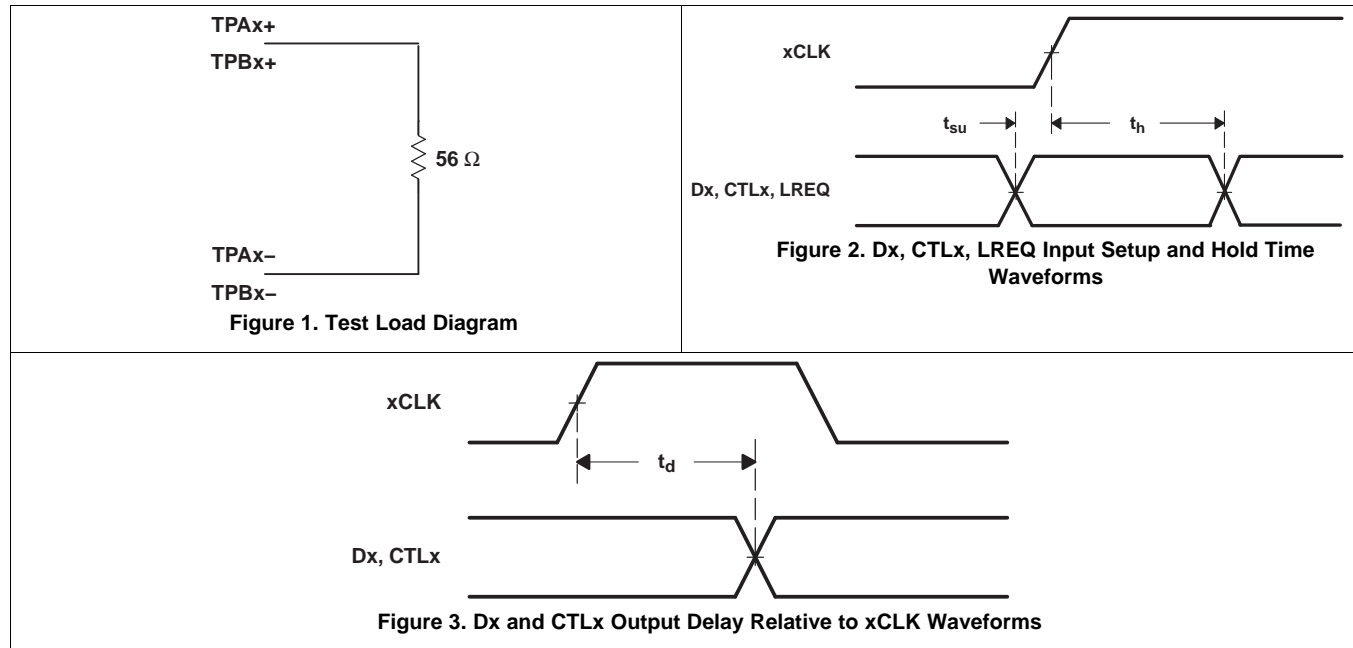 TPAx+
TPBx+
56 Ω
TPAx−
TPBx−
Figure 1. Test Load Diagram
xCLK
tsu
th
Dx, CTLx, LREQ
Figure 2. Dx, CTLx, LREQ Input Setup and Hold Time
Waveforms
xCLK
td
Dx, CTLx
Figure 3. Dx and CTLx Output Delay Relative to xCLK Waveforms